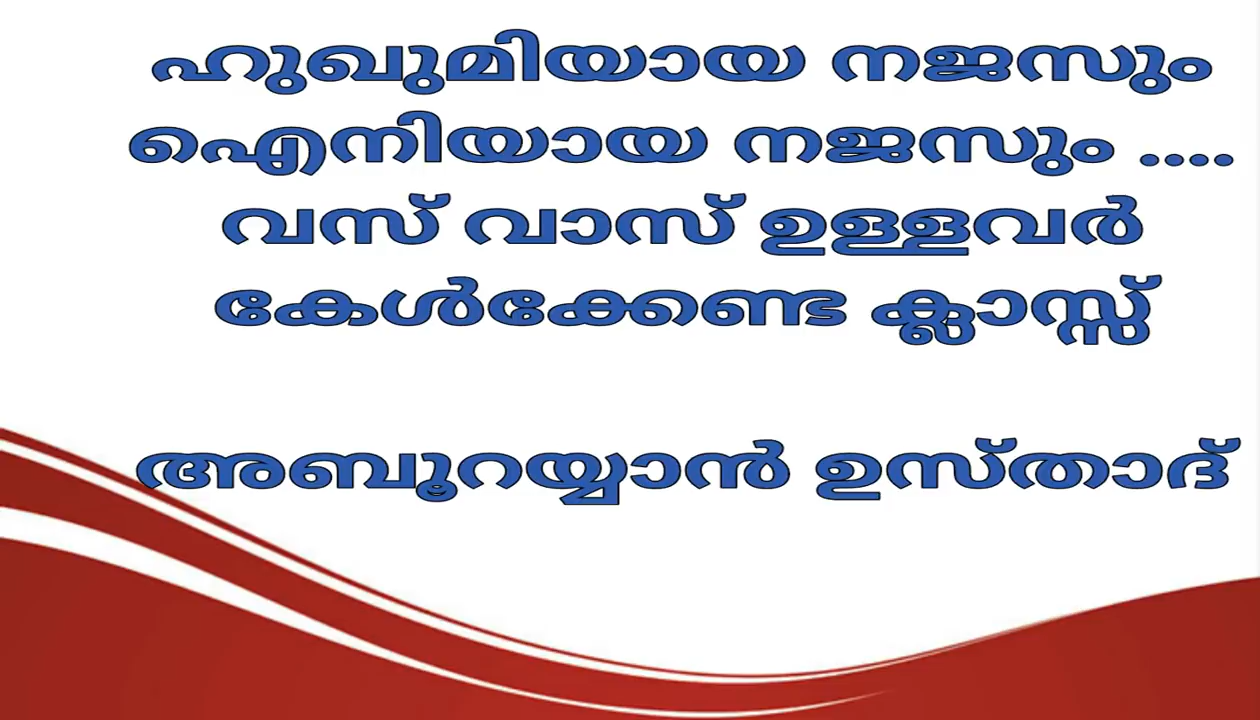 ഹുഖുമിയായ നജസും
ഐനിയായ നജസും ....
വസ് വാസ് ഉള്ളവർ
കേൾക്കേണ്ട ക്ലാസ്സ്
അബൂറയ്യാൻ ഉസ്താദ്